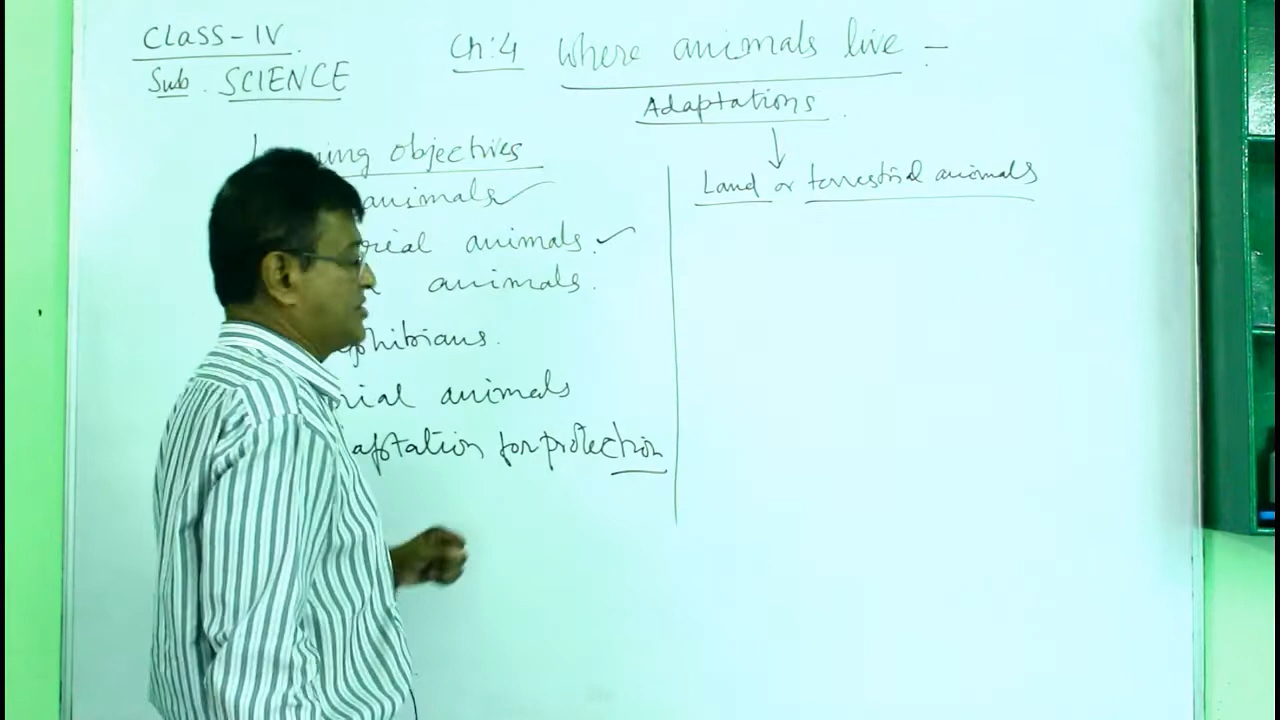 CLASS-IV.
Sub. SCIENCE
Ch:4 Where animals live -
Adaptations.
objectives
animals ✓
animals. ✓
animals.
animals
for protection
Land or terrestrial animals